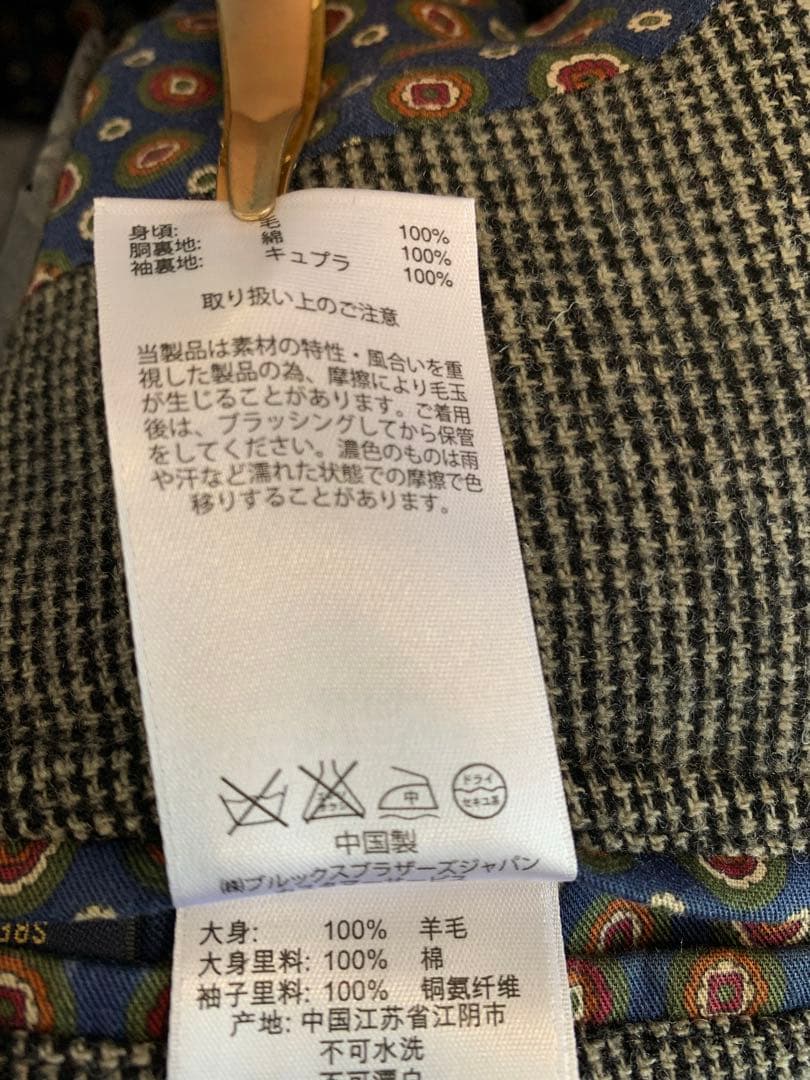 身頃: 毛 100%
胴裏地: 綿 100%
袖裏地: キュプラ 100%
取り扱い上のご注意
当製品は素材の特性・風合いを重
視した製品の為、摩擦により毛玉
が生じることがあります。ご着用
後は、ブラッシングしてから保管
をしてください。濃色のものは雨
や汗など濡れた状態での摩擦で色
移りすることがあります。
中 ドライ セキユ系
中国製
㈱ブルックスブラザーズジャパン
大身: 100% 羊毛
大身里料: 100% 棉
袖子里料: 100% 铜氨纤维
产地: 中国江苏省江阴市
不可水洗
不可漂白